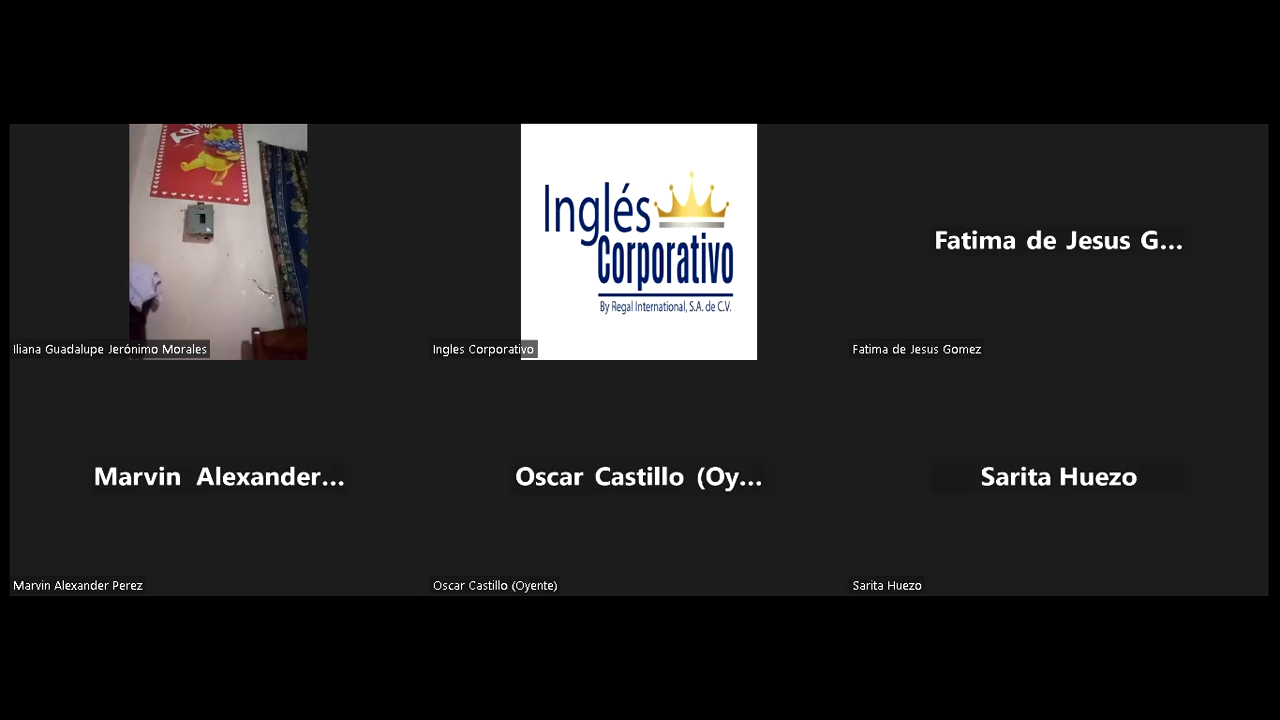 Iliana Guadalupe Jerónimo Morales
Inglés
Corporativo
By Regal International, S.A. de C.V.
Ingles Corporativo
Fatima de Jesus G...
Fatima de Jesus Gomez
Marvin Alexander...
Marvin Alexander Perez
Oscar Castillo (Oy...
Oscar Castillo (Oyente)
Sarita Huezo
Sarita Huezo